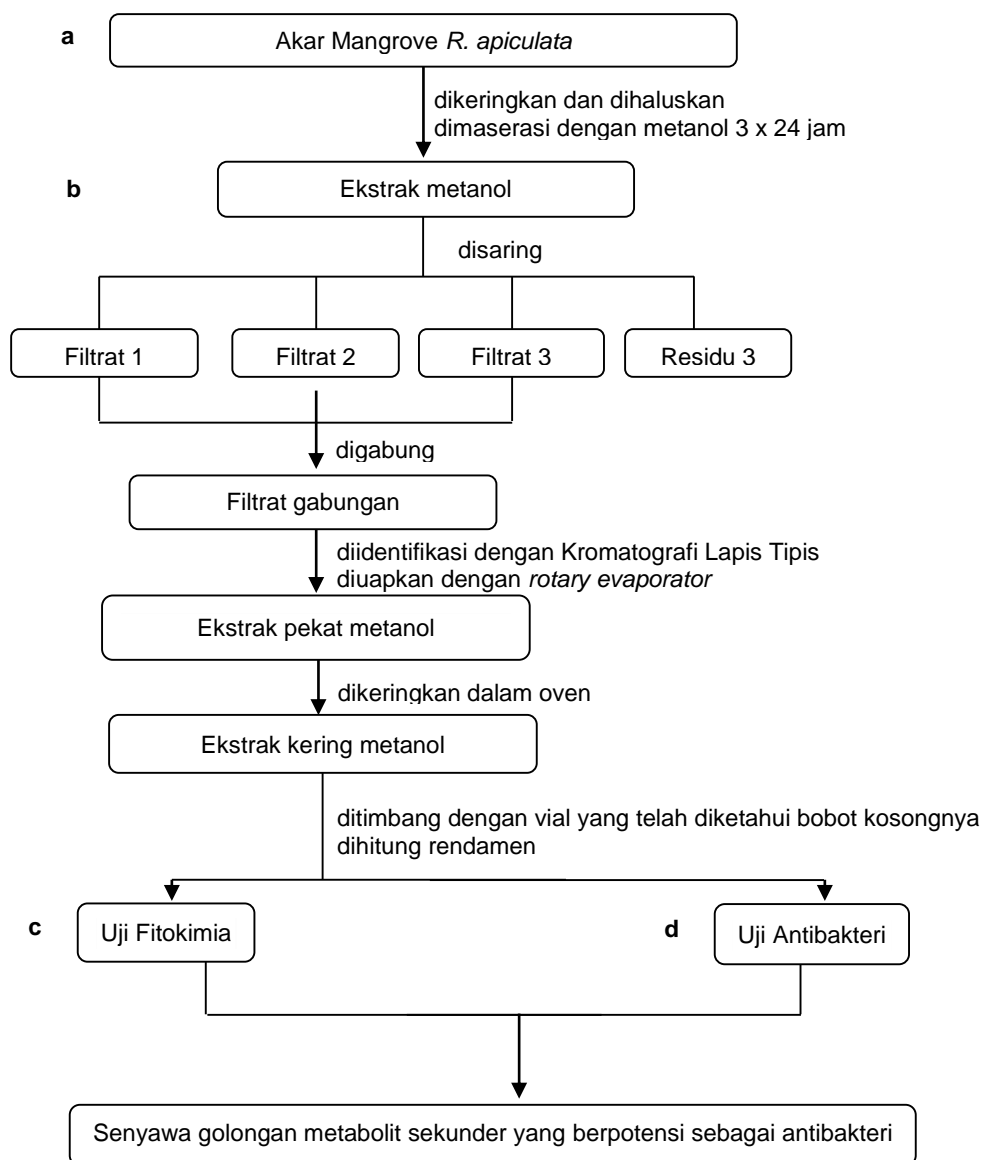 a
Akar Mangrove R. apiculata
dikeringkan dan dihaluskan
dimaserasi dengan metanol 3 x 24 jam
b
Ekstrak metanol
disaring
Filtrat 1
Filtrat 2
Filtrat 3
Residu 3
digabung
Filtrat gabungan
diidentifikasi dengan Kromatografi Lapis Tipis
diuapkan dengan rotary evaporator
Ekstrak pekat metanol
dikeringkan dalam oven
Ekstrak kering metanol
ditimbang dengan vial yang telah diketahui bobot kosongnya
dihitung rendamen
c
Uji Fitokimia
d
Uji Antibakteri
Senyawa golongan metabolit sekunder yang berpotensi sebagai antibakteri